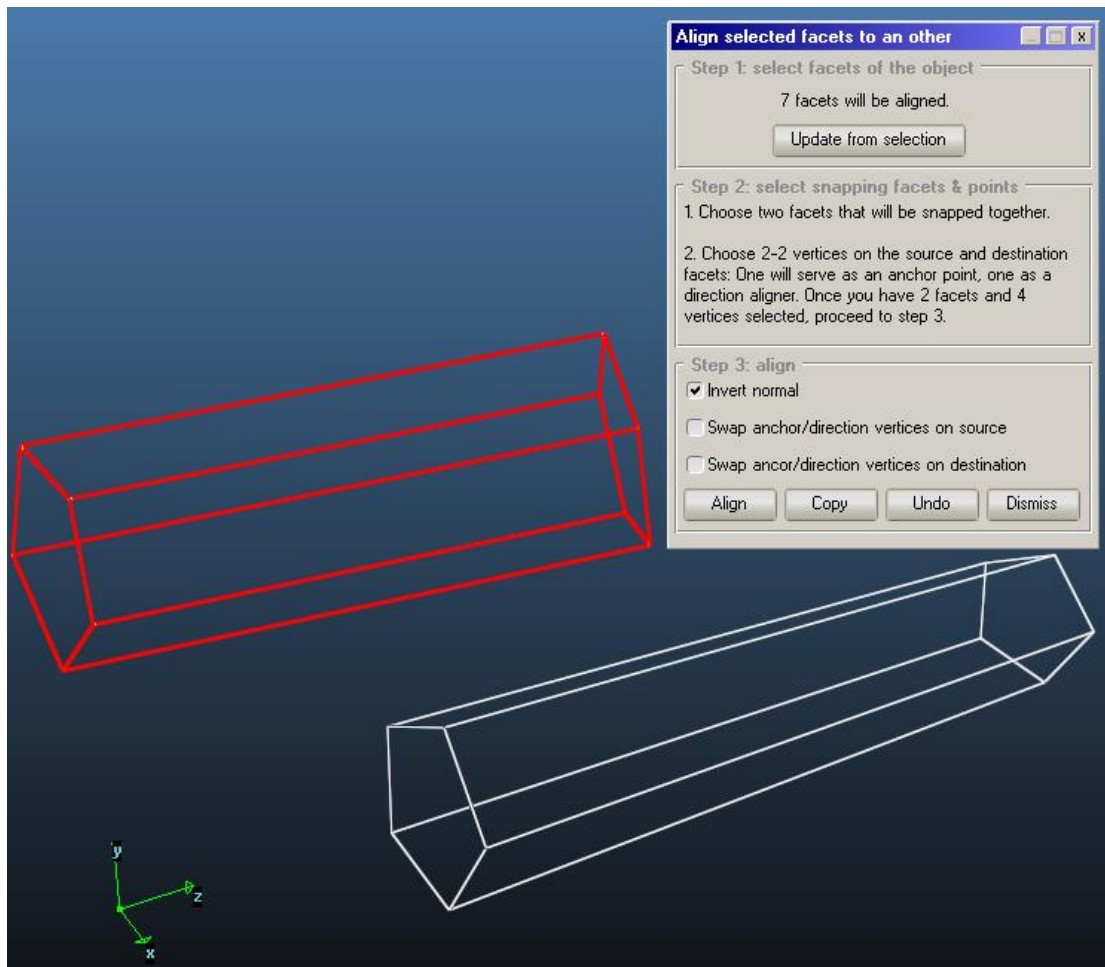 Align selected facets to an other
Step 1: select facets of the object
7 facets will be aligned.
Update from selection
Step 2: select snapping facets & points
1. Choose two facets that will be snapped together.
2. Choose 2-2 vertices on the source and destination
facets: One will serve as an anchor point, one as a
direction aligner. Once you have 2 facets and 4
vertices selected, proceed to step 3.
Step 3: align
Invert normal
Swap anchor/direction vertices on source
Swap ancor/direction vertices on destination
Align Copy Undo Dismiss
y
z
x